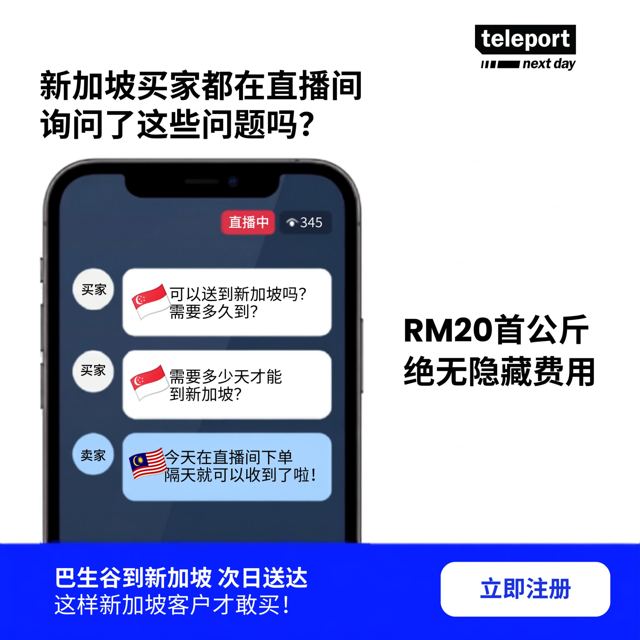 teleport
next day
新加坡买家都在直播间
询问了这些问题吗？
直播中
345
买家
可以送到新加坡吗？
需要多久到？
买家
需要多少天才能
到新加坡？
卖家
今天在直播间下单
隔天就可以收到了啦！
RM20首公斤
绝无隐藏费用
巴生谷到新加坡 次日送达
这样新加坡客户才敢买！
立即注册